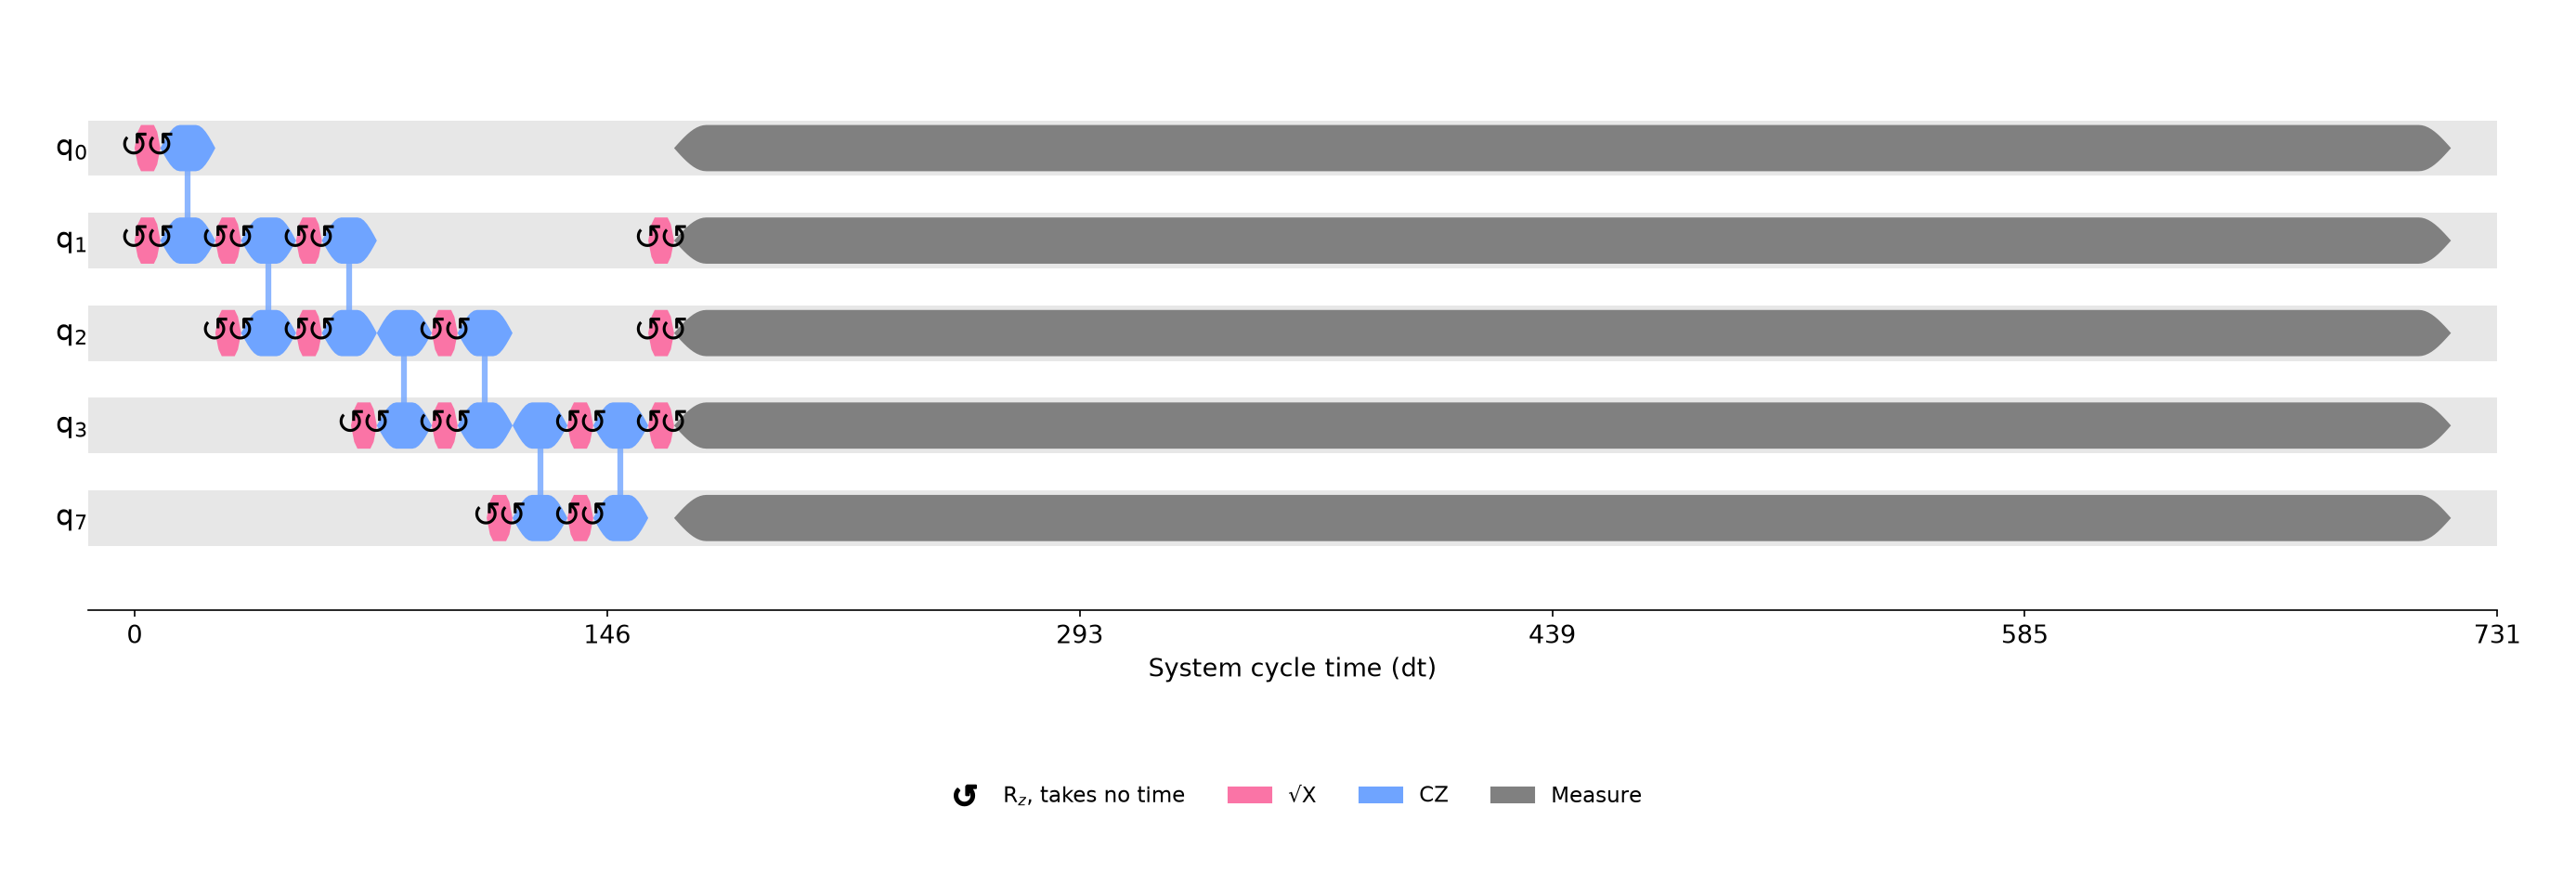 q0
q1
q2
q3
q7
0 146 293 439 585 731
System cycle time (dt)
Rz, takes no time √X CZ Measure